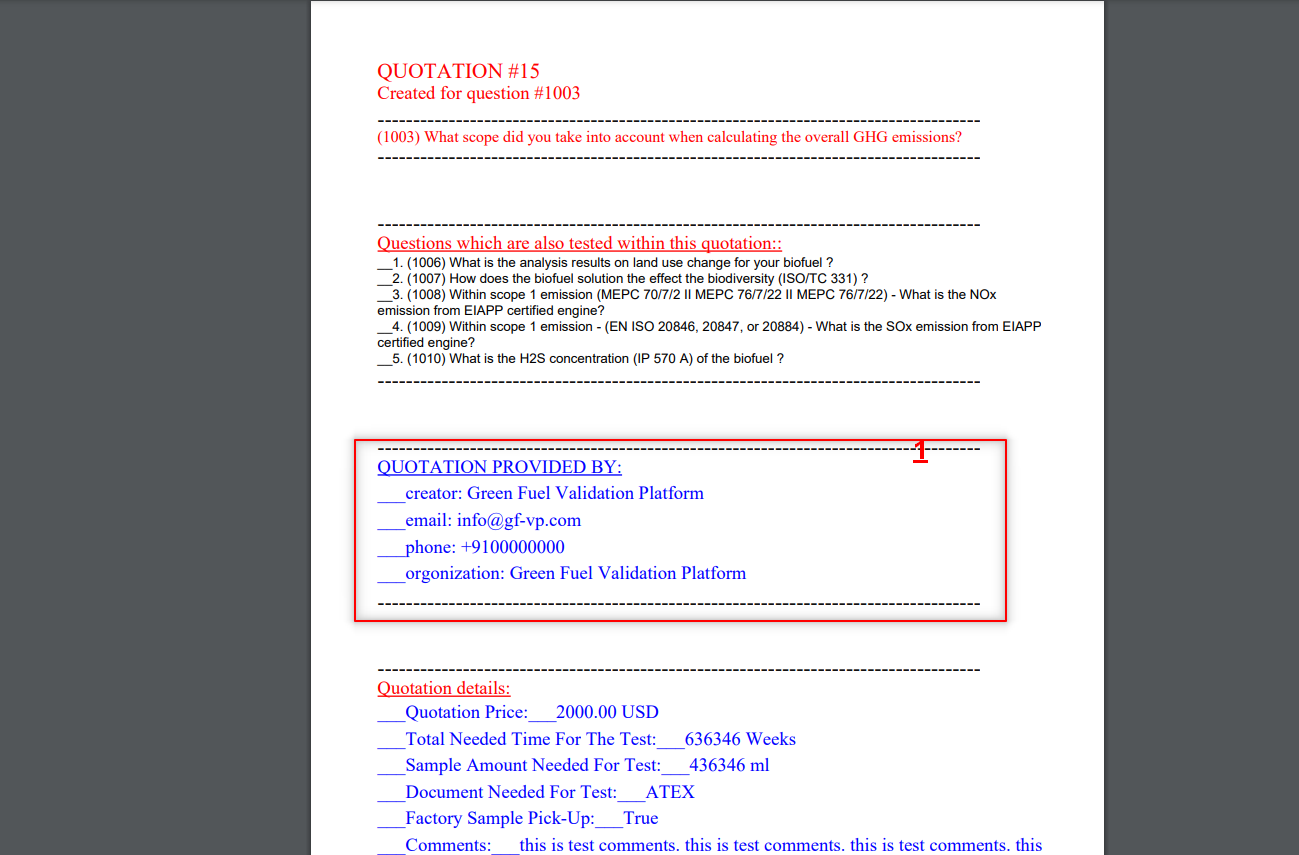 QUOTATION #15
Created for question #1003
--------------------------------------------------------------------------------------
(1003) What scope did you take into account when calculating the overall GHG emissions?
--------------------------------------------------------------------------------------
--------------------------------------------------------------------------------------
Questions which are also tested within this quotation::
__1. (1006) What is the analysis results on land use change for your biofuel ?
__2. (1007) How does the biofuel solution the effect the biodiversity (ISO/TC 331) ?
__3. (1008) Within scope 1 emission (MEPC 70/7/2 II MEPC 76/7/22 II MEPC 76/7/22) - What is the NOx
emission from EIAPP certified engine?
__4. (1009) Within scope 1 emission - (EN ISO 20846, 20847, or 20884) - What is the SOx emission from EIAPP
certified engine?
__5. (1010) What is the H2S concentration (IP 570 A) of the biofuel ?
--------------------------------------------------------------------------------------
1
--------------------------------------------------------------------------------------
QUOTATION PROVIDED BY:
___creator: Green Fuel Validation Platform
___email: info@gf-vp.com
___phone: +9100000000
___orgonization: Green Fuel Validation Platform
--------------------------------------------------------------------------------------
--------------------------------------------------------------------------------------
Quotation details:
___Quotation Price:___2000.00 USD
___Total Needed Time For The Test:___636346 Weeks
___Sample Amount Needed For Test:___436346 ml
___Document Needed For Test:___ATEX
___Factory Sample Pick-Up:___True
___Comments:___this is test comments. this is test comments. this is test comments. this